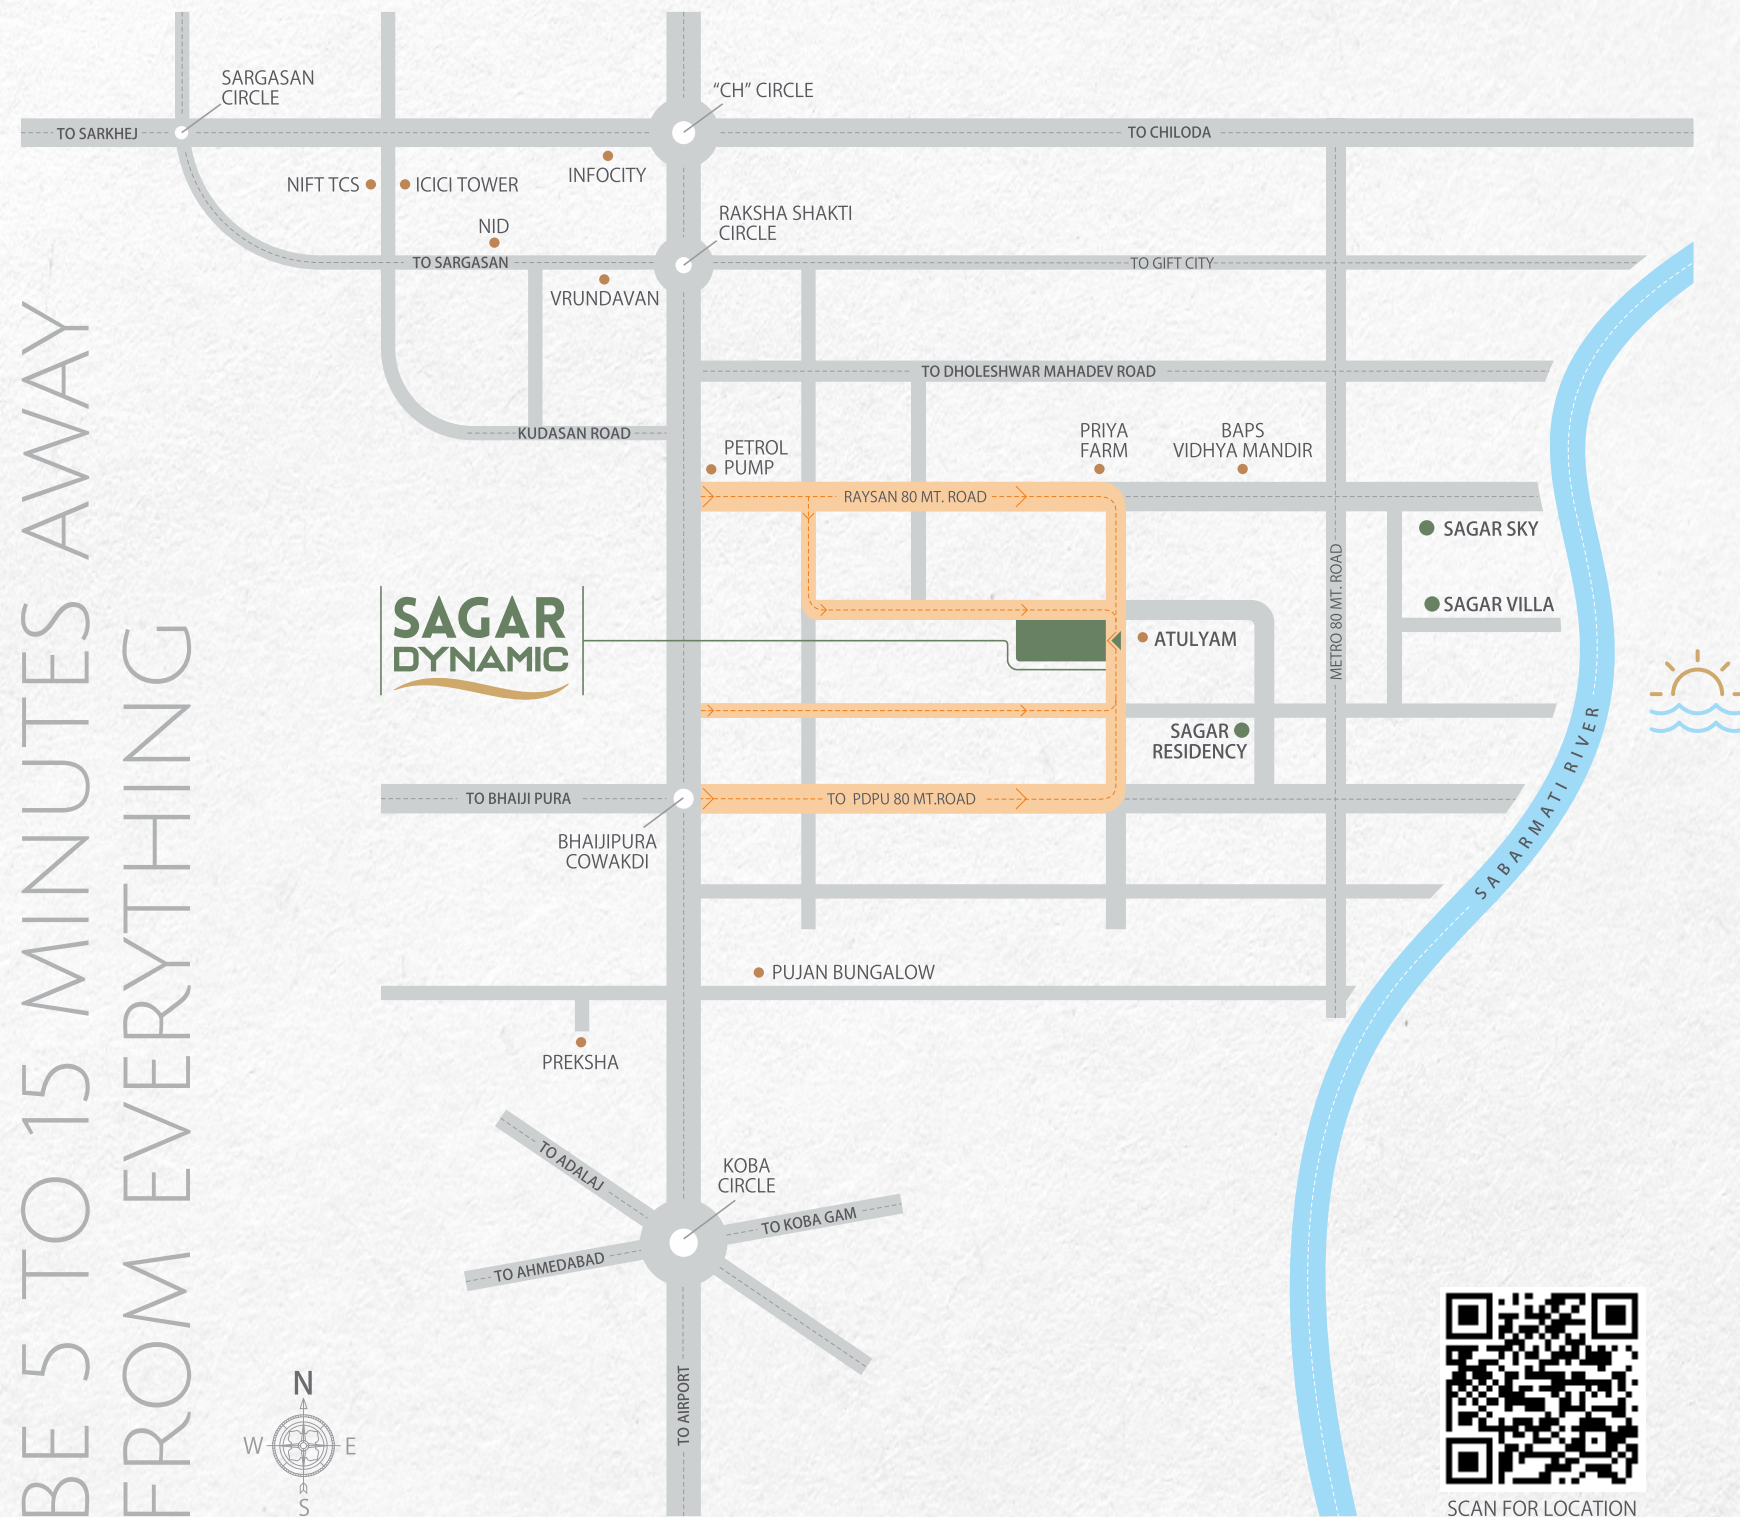 SARGASAN
CIRCLE
"CH" CIRCLE
TO SARKHEJ
TO CHILODA
INFOCITY
NIFT TCS
ICICI TOWER
RAKSHA SHAKTI
CIRCLE
NID
TO SARGASAN
TO GIFT CITY
VRUNDAVAN
TO DHOLESHWAR MAHADEV ROAD
KUDASAN ROAD
PETROL
PUMP
PRIYA
FARM
BAPS
VIDHYA MANDIR
RAYSAN 80 MT. ROAD
SAGAR SKY
METRO 80 MT. ROAD
SAGAR VILLA
SAGAR
DYNAMIC
ATULYAM
SAGAR
RESIDENCY
SABARMATI RIVER
TO BHAIJI PURA
TO PDPU 80 MT.ROAD
BHAIJIPURA
COWAKDI
PUJAN BUNGALOW
PREKSHA
TO ADALAJ
KOBA
CIRCLE
TO KOBA GAM
TO AHMEDABAD
TO AIRPORT
BE 5 TO 15 MINUTES AWAY
FROM EVERYTHING
N
W
E
S
SCAN FOR LOCATION